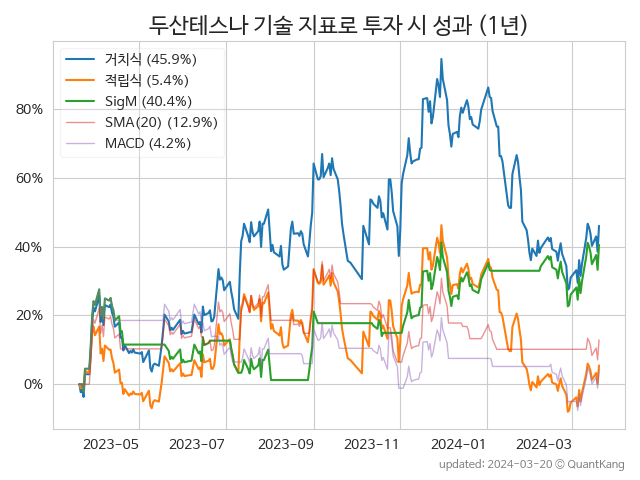 두산테스나 기술 지표로 투자 시 성과 (1년)
거치식 (45.9%)
적립식 (5.4%)
SigM (40.4%)
SMA(20) (12.9%)
MACD (4.2%)
80%
60%
40%
20%
0%
2023-05 2023-07 2023-09 2023-11 2024-01 2024-03
updated: 2024-03-20 © QuantKang